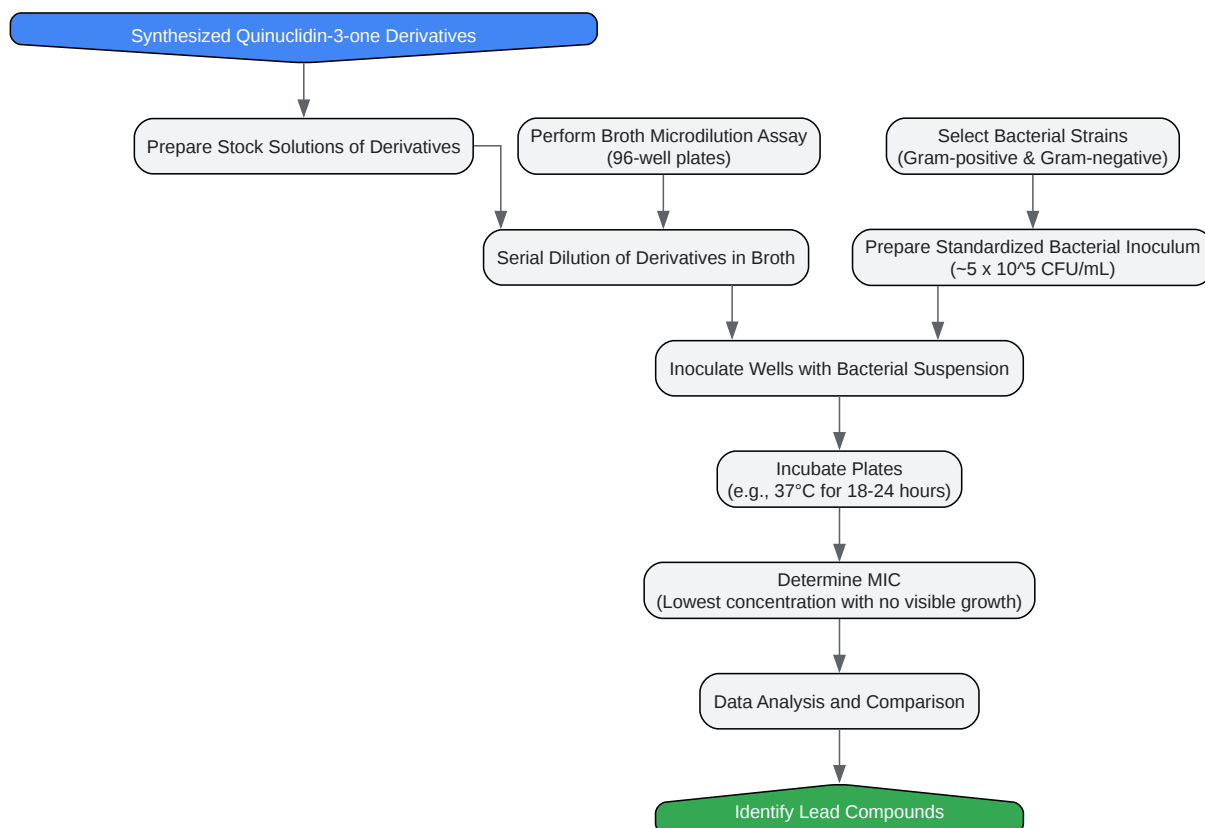 Synthesized Quinuclidin-3-one Derivatives
Prepare Stock Solutions of Derivatives
Perform Broth Microdilution Assay
(96-well plates)
Select Bacterial Strains
(Gram-positive & Gram-negative)
Serial Dilution of Derivatives in Broth
Prepare Standardized Bacterial Inoculum
(~5 x 10^5 CFU/mL)
Inoculate Wells with Bacterial Suspension
Incubate Plates
(e.g., 37°C for 18-24 hours)
Determine MIC
(Lowest concentration with no visible growth)
Data Analysis and Comparison
Identify Lead Compounds